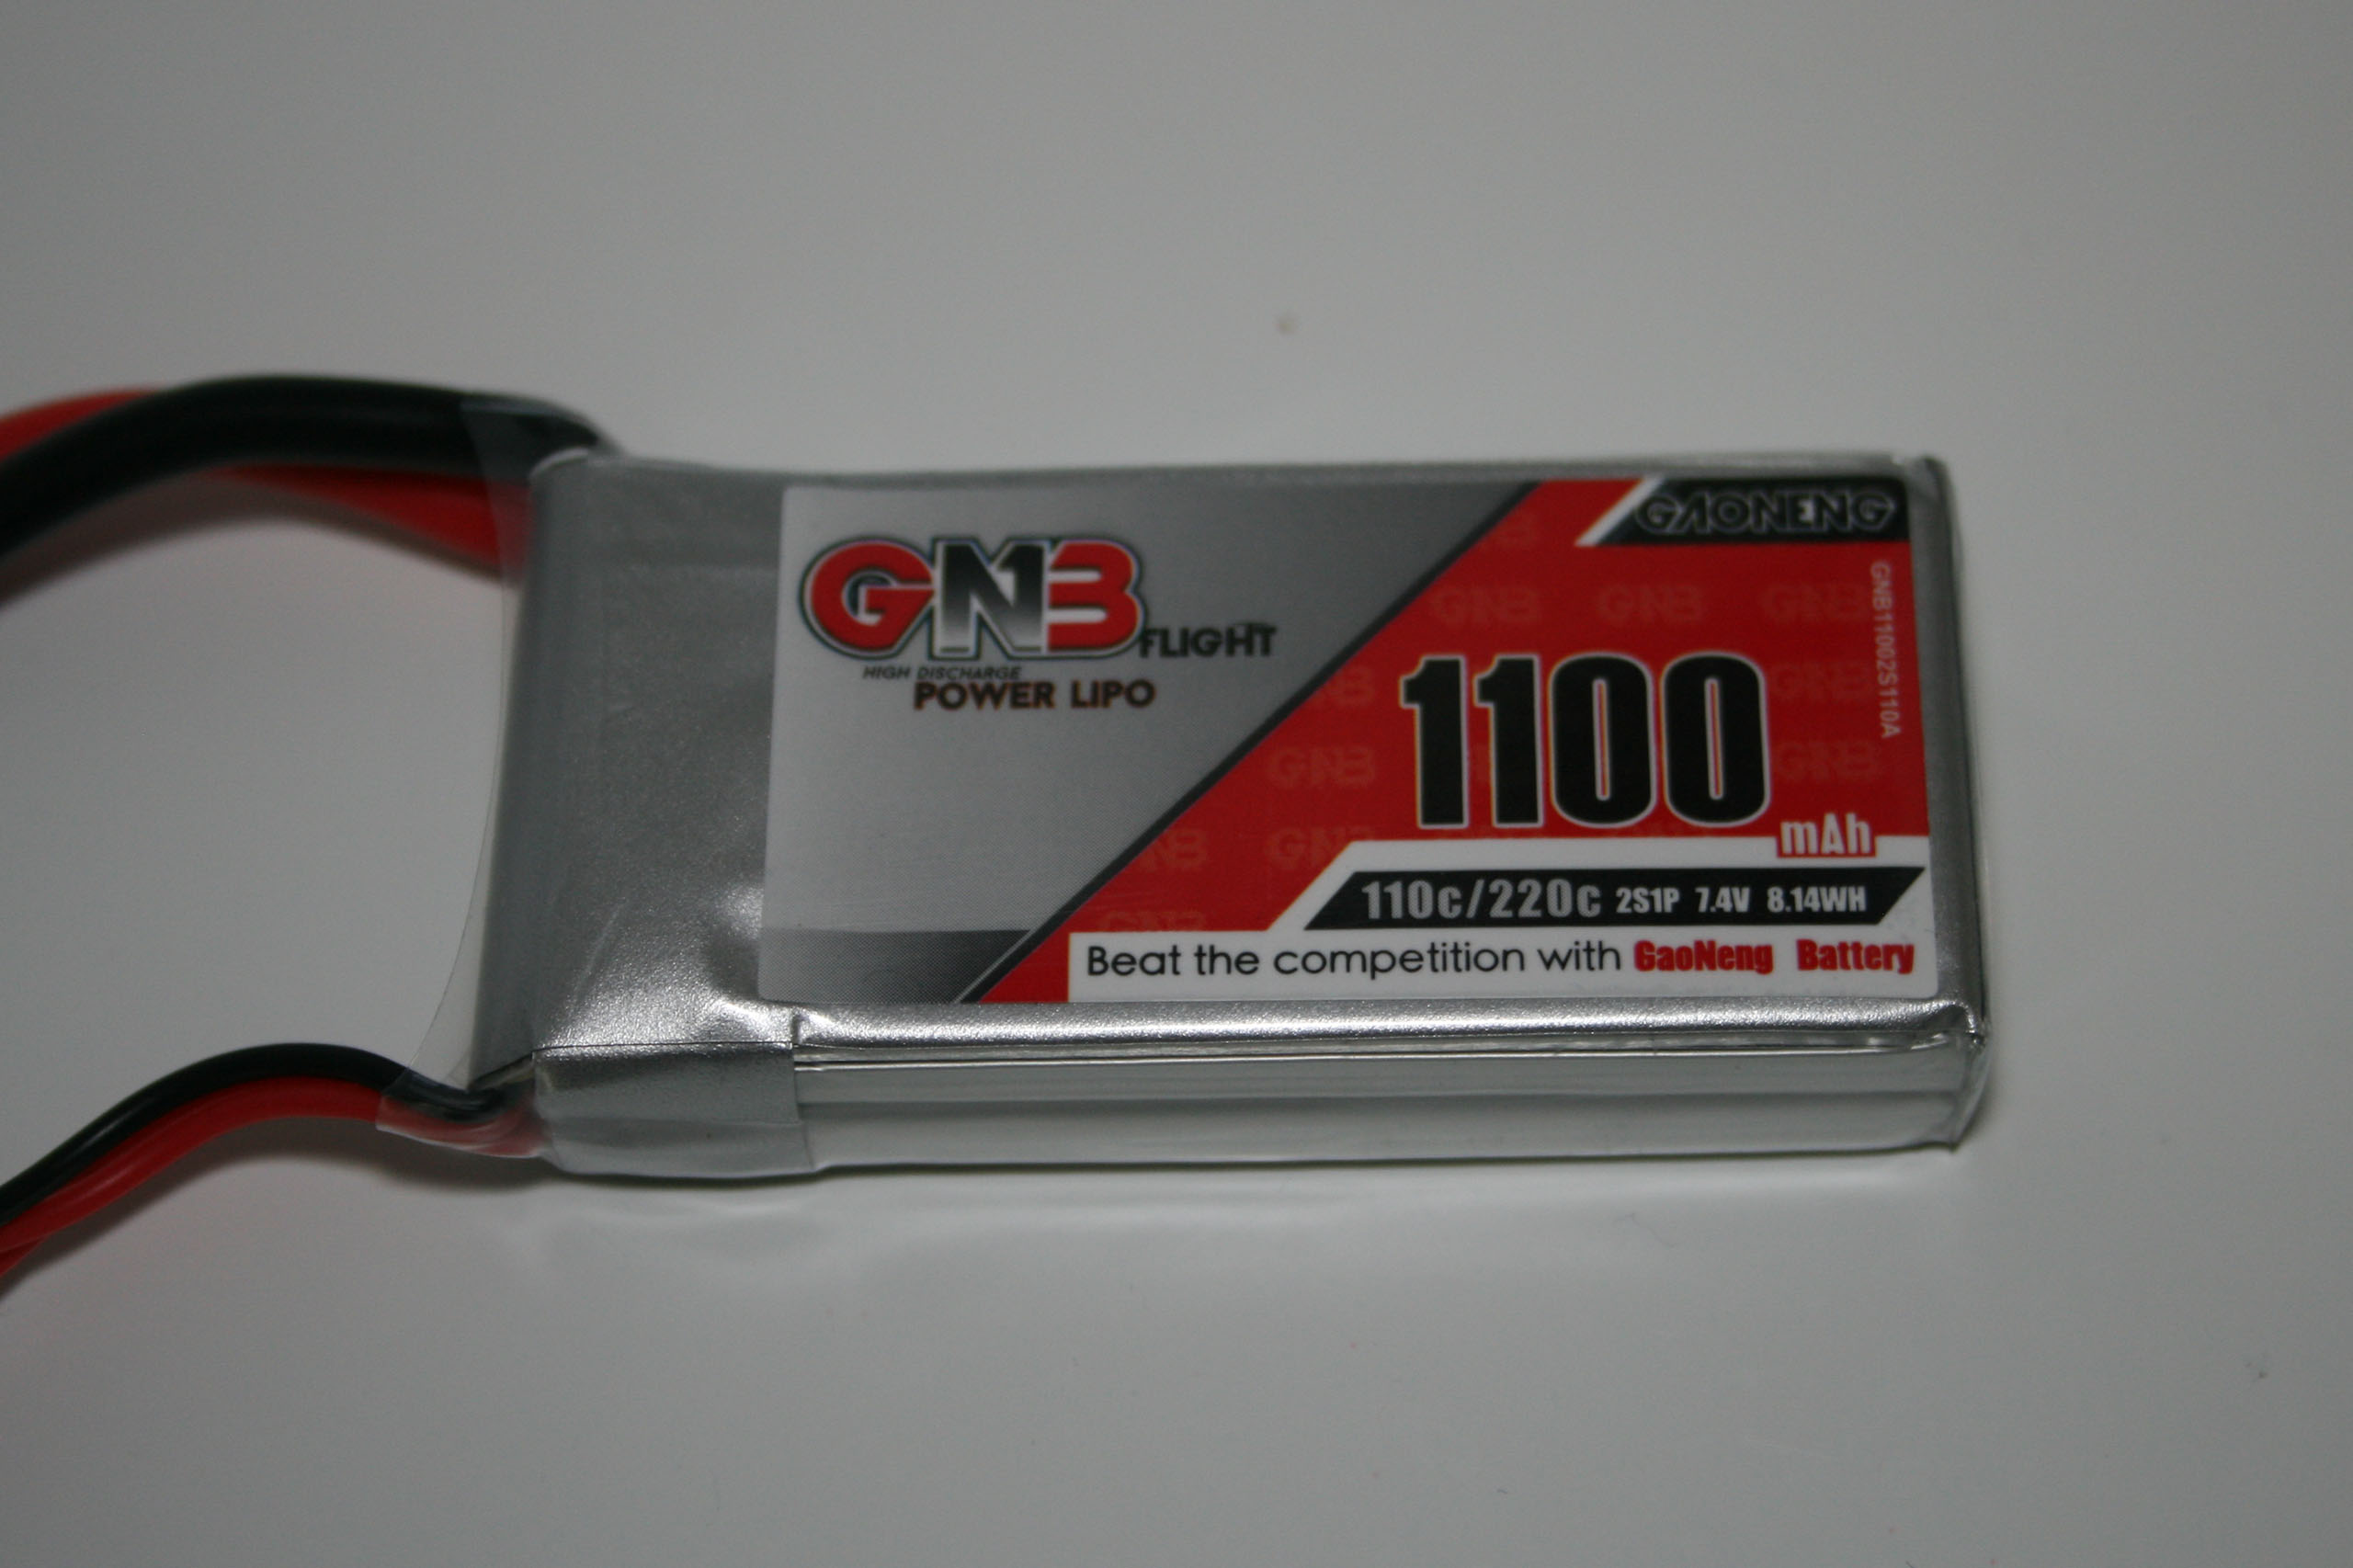 GNB FLIGHT
HIGH DISCHARGE
POWER LIPO
GAONENG
GNB11002S110A
1100
mAh
110c/220c 2S1P 7.4V 8.14WH
Beat the competition with GaoNeng Battery